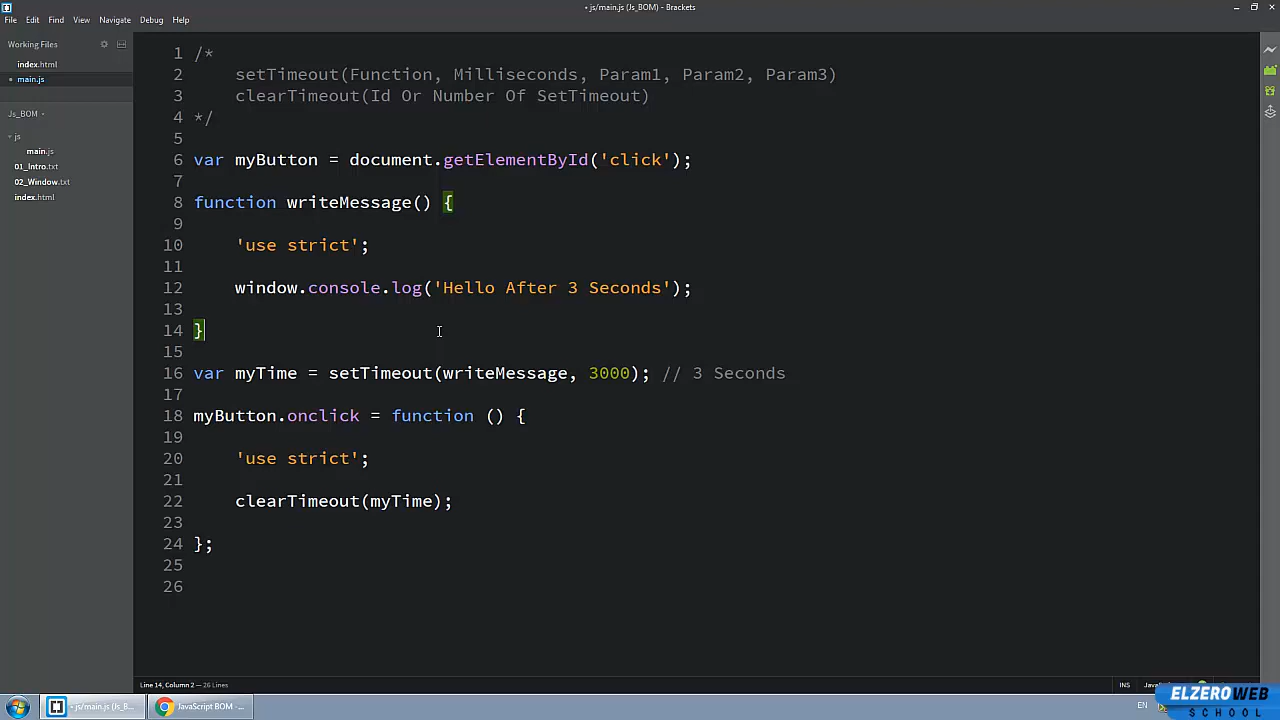 • js/main.js (Js_BOM) - Brackets
File Edit Find View Navigate Debug Help
Working Files
index.html
• main.js
Js_BOM
js
main.js
01_Intro.txt
02_Window.txt
index.html
1 /*
2 setTimeout(Function, Milliseconds, Param1, Param2, Param3)
3 clearTimeout(Id Or Number Of SetTimeout)
4 */
5
6 var myButton = document.getElementById('click');
7
8 function writeMessage() {
9
10 'use strict';
11
12 window.console.log('Hello After 3 Seconds');
13
14 }
15
16 var myTime = setTimeout(writeMessage, 3000); // 3 Seconds
17
18 myButton.onclick = function () {
19
20 'use strict';
21
22 clearTimeout(myTime);
23
24 };
25
26
Line 14, Column 2 — 26 Lines
INS
• js/main.js (Js_B...
JavaScript BOM - ...
EN
ELZEROWEB
SCHOOL